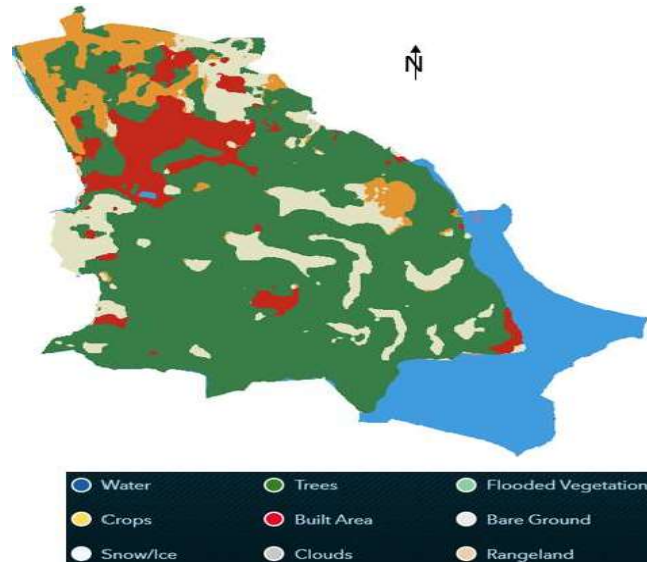 N
Water Trees Flooded Vegetation
Crops Built Area Bare Ground
Snow/Ice Clouds Rangeland